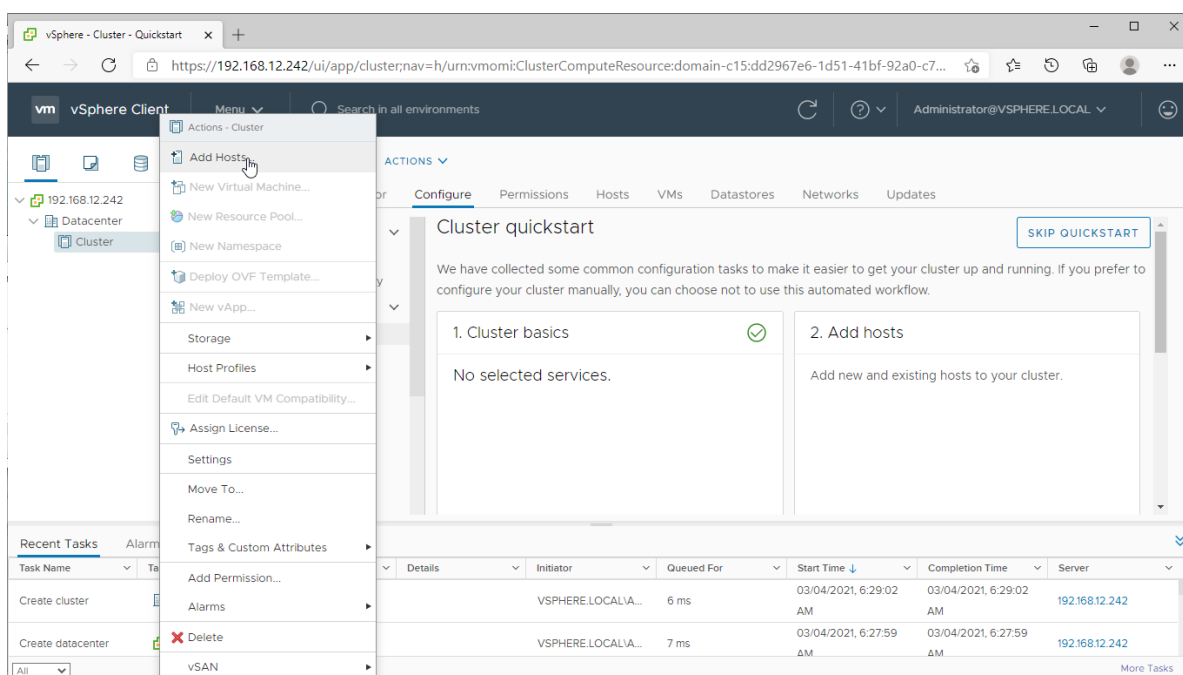 vSphere - Cluster - Quickstart
https://192.168.12.242/ui/app/cluster;nav=h/urn:vmomi:ClusterComputeResource:domain-c15:dd2967e6-1d51-41bf-92a0-c7...
vm vSphere Client Menu Search in all environments Administrator@VSPHERE.LOCAL
Actions - Cluster
Add Hosts...
New Virtual Machine...
New Resource Pool...
New Namespace
Deploy OVF Template...
New vApp...
Storage
Host Profiles
Edit Default VM Compatibility...
Assign License...
Settings
Move To...
Rename...
Tags & Custom Attributes
Add Permission...
Alarms
Delete
vSAN
192.168.12.242
Datacenter
Cluster
ACTIONS
Configure Permissions Hosts VMs Datastores Networks Updates
Cluster quickstart
SKIP QUICKSTART
We have collected some common configuration tasks to make it easier to get your cluster up and running. If you prefer to
configure your cluster manually, you can choose not to use this automated workflow.
1. Cluster basics
No selected services.
2. Add hosts
Add new and existing hosts to your cluster.
Recent Tasks Alarm
Task Name Ta Details Initiator Queued For Start Time Completion Time Server
Create cluster VSPHERE.LOCAL\A... 6 ms 03/04/2021, 6:29:02 AM 03/04/2021, 6:29:02 AM 192.168.12.242
Create datacenter VSPHERE.LOCAL\A... 7 ms 03/04/2021, 6:27:59 AM 03/04/2021, 6:27:59 AM 192.168.12.242
All
More Tasks